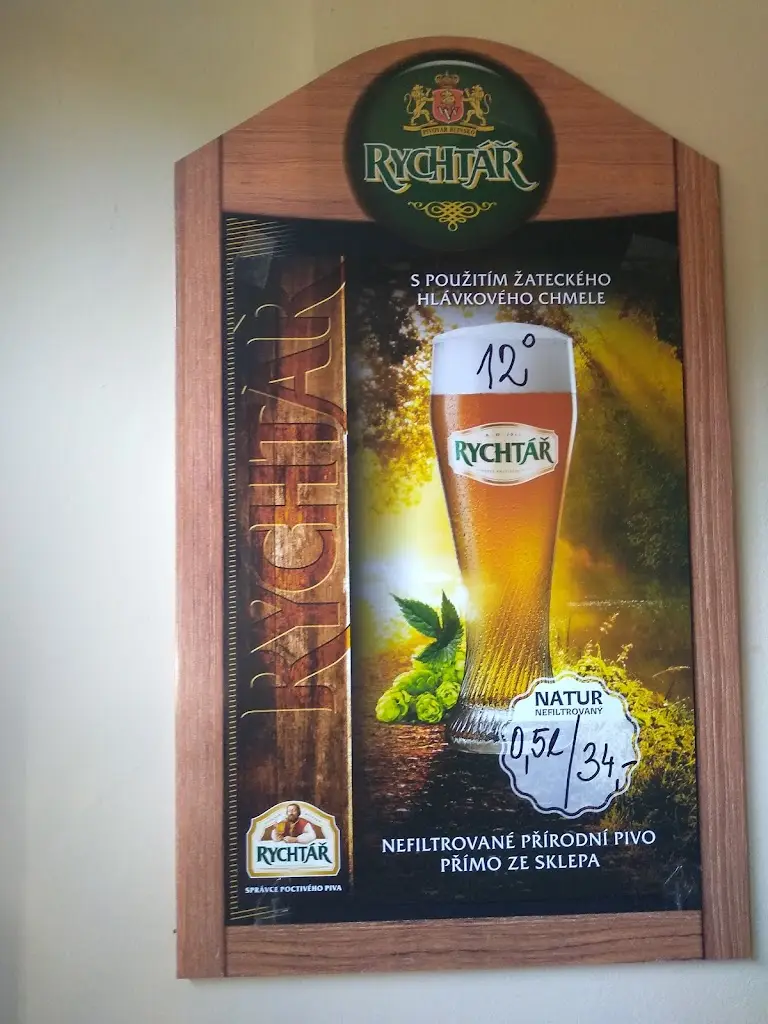 PIVOVAR HLINSKO
RYCHTÁŘ
S POUŽITÍM ŽATECKÉHO
HLÁVKOVÉHO CHMELE
12°
RYCHTÁŘ
RYCHTÁŘ
NATUR
NEFILTROVANÝ
0,5l/34,-
RYCHTÁŘ
SPRÁVCE POCTIVÉHO PIVA
NEFILTROVANÉ PŘÍRODNÍ PIVO
PŘÍMO ZE SKLEPA